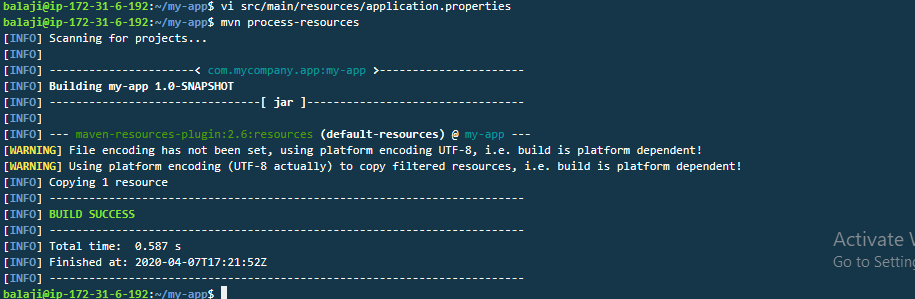 balaji@ip-172-31-6-192:~/my-app$ vi src/main/resources/application.properties
balaji@ip-172-31-6-192:~/my-app$ mvn process-resources
[INFO] Scanning for projects...
[INFO]
[INFO] ----------------------< com.mycompany.app:my-app >----------------------
[INFO] Building my-app 1.0-SNAPSHOT
[INFO] --------------------------------[ jar ]---------------------------------
[INFO]
[INFO] --- maven-resources-plugin:2.6:resources (default-resources) @ my-app ---
[WARNING] File encoding has not been set, using platform encoding UTF-8, i.e. build is platform dependent!
[WARNING] Using platform encoding (UTF-8 actually) to copy filtered resources, i.e. build is platform dependent!
[INFO] Copying 1 resource
[INFO] ------------------------------------------------------------------------
[INFO] BUILD SUCCESS
[INFO] ------------------------------------------------------------------------
[INFO] Total time:  0.587 s
[INFO] Finished at: 2020-04-07T17:21:52Z
[INFO] ------------------------------------------------------------------------
balaji@ip-172-31-6-192:~/my-app$
Activate
Go to